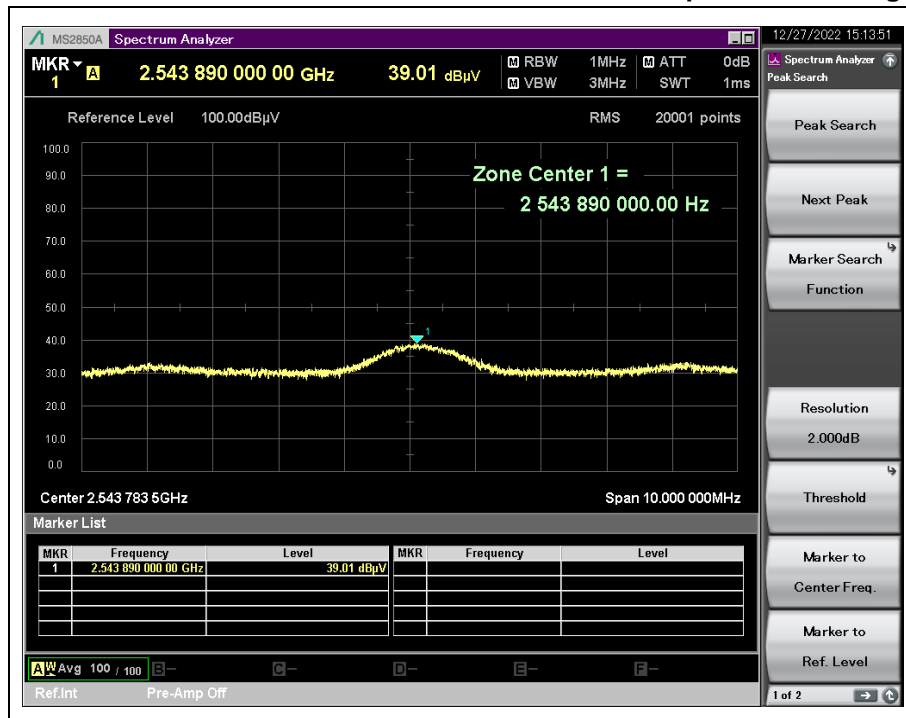 MS2850A Spectrum Analyzer
12/27/2022 15:13:51
MKR 1 A 2.543 890 000 00 GHz 39.01 dBµV
M RBW 1MHz M ATT 0dB
M VBW 3MHz SWT 1ms
Reference Level 100.00dBµV RMS 20001 points
100.0
90.0
80.0
70.0
60.0
50.0
40.0
30.0
20.0
10.0
0.0
Zone Center 1 =
2 543 890 000.00 Hz
1
Center 2.543 783 5GHz Span 10.000 000MHz
Marker List
MKR Frequency Level MKR Frequency Level
1 2.543 890 000 00 GHz 39.01 dBµV
A W Avg 100 / 100 B- C- D- E- F-
Ref.Int Pre-Amp Off
Spectrum Analyzer
Peak Search
Peak Search
Next Peak
Marker Search
Function
Resolution
2.000dB
Threshold
Marker to
Center Freq.
Marker to
Ref. Level
1 of 2